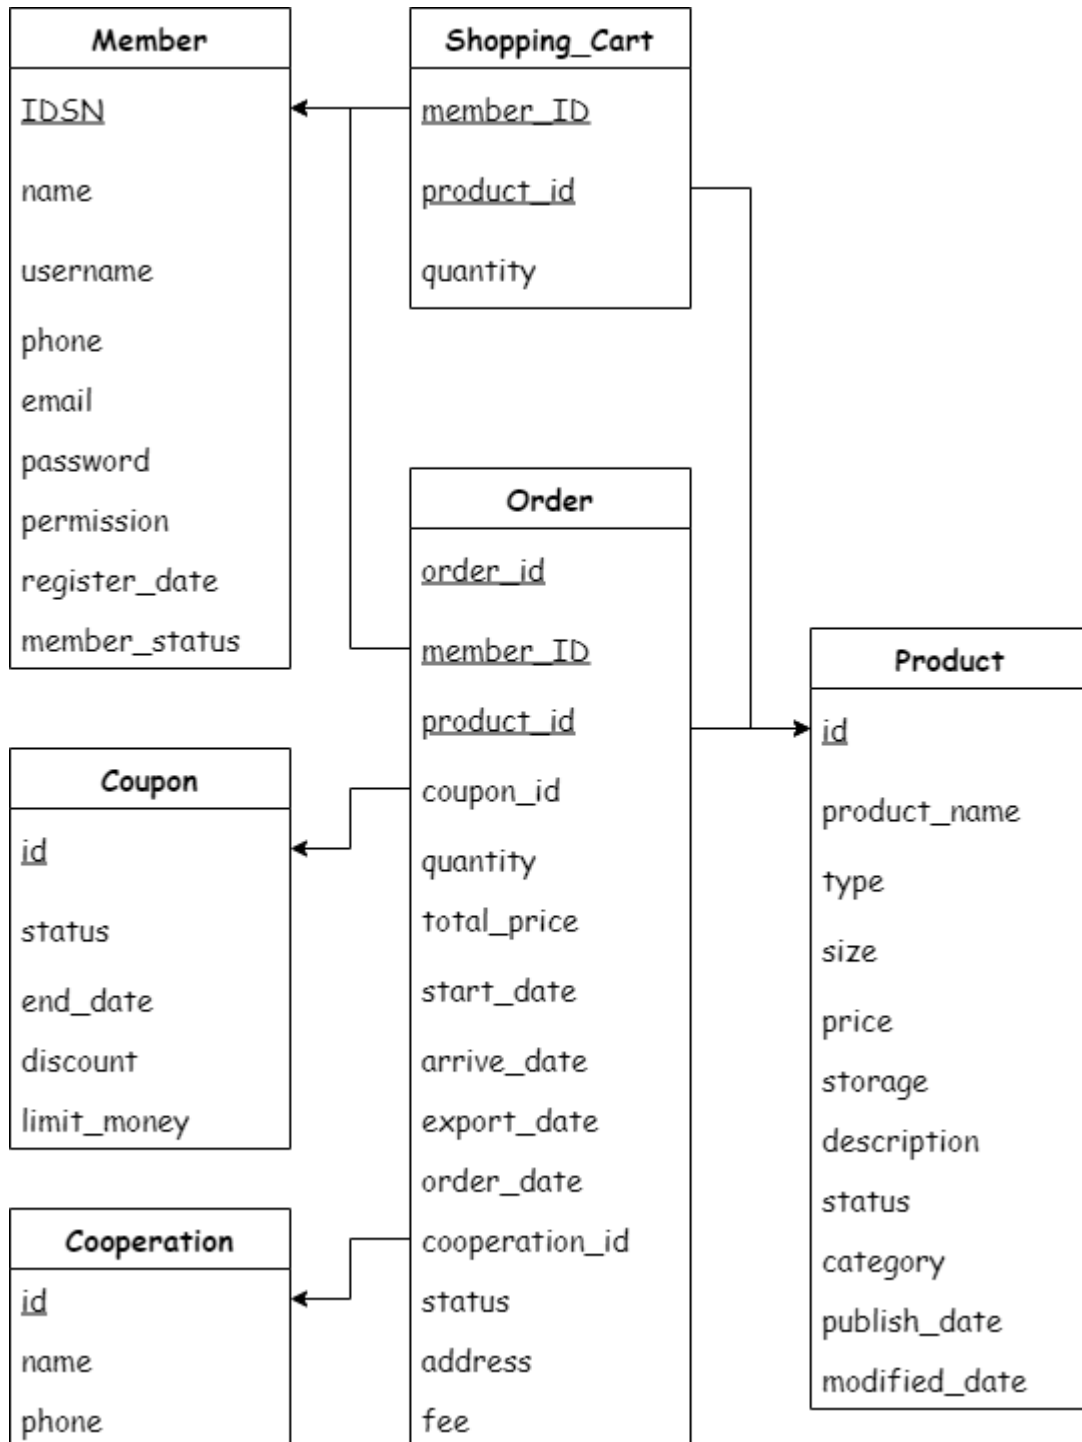 Member
IDSN
name
username
phone
email
password
permission
register_date
member_status
Shopping_Cart
member_ID
product_id
quantity
Order
order_id
member_ID
product_id
coupon_id
quantity
total_price
start_date
arrive_date
export_date
order_date
cooperation_id
status
address
fee
Product
id
product_name
type
size
price
storage
description
status
category
publish_date
modified_date
Coupon
id
status
end_date
discount
limit_money
Cooperation
id
name
phone